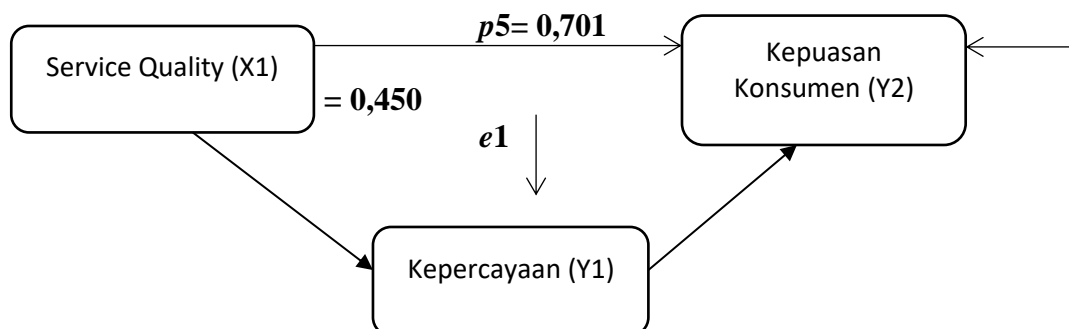 p5= 0,701
Service Quality (X1)
Kepuasan
Konsumen (Y2)
= 0,450
e1
Kepercayaan (Y1)